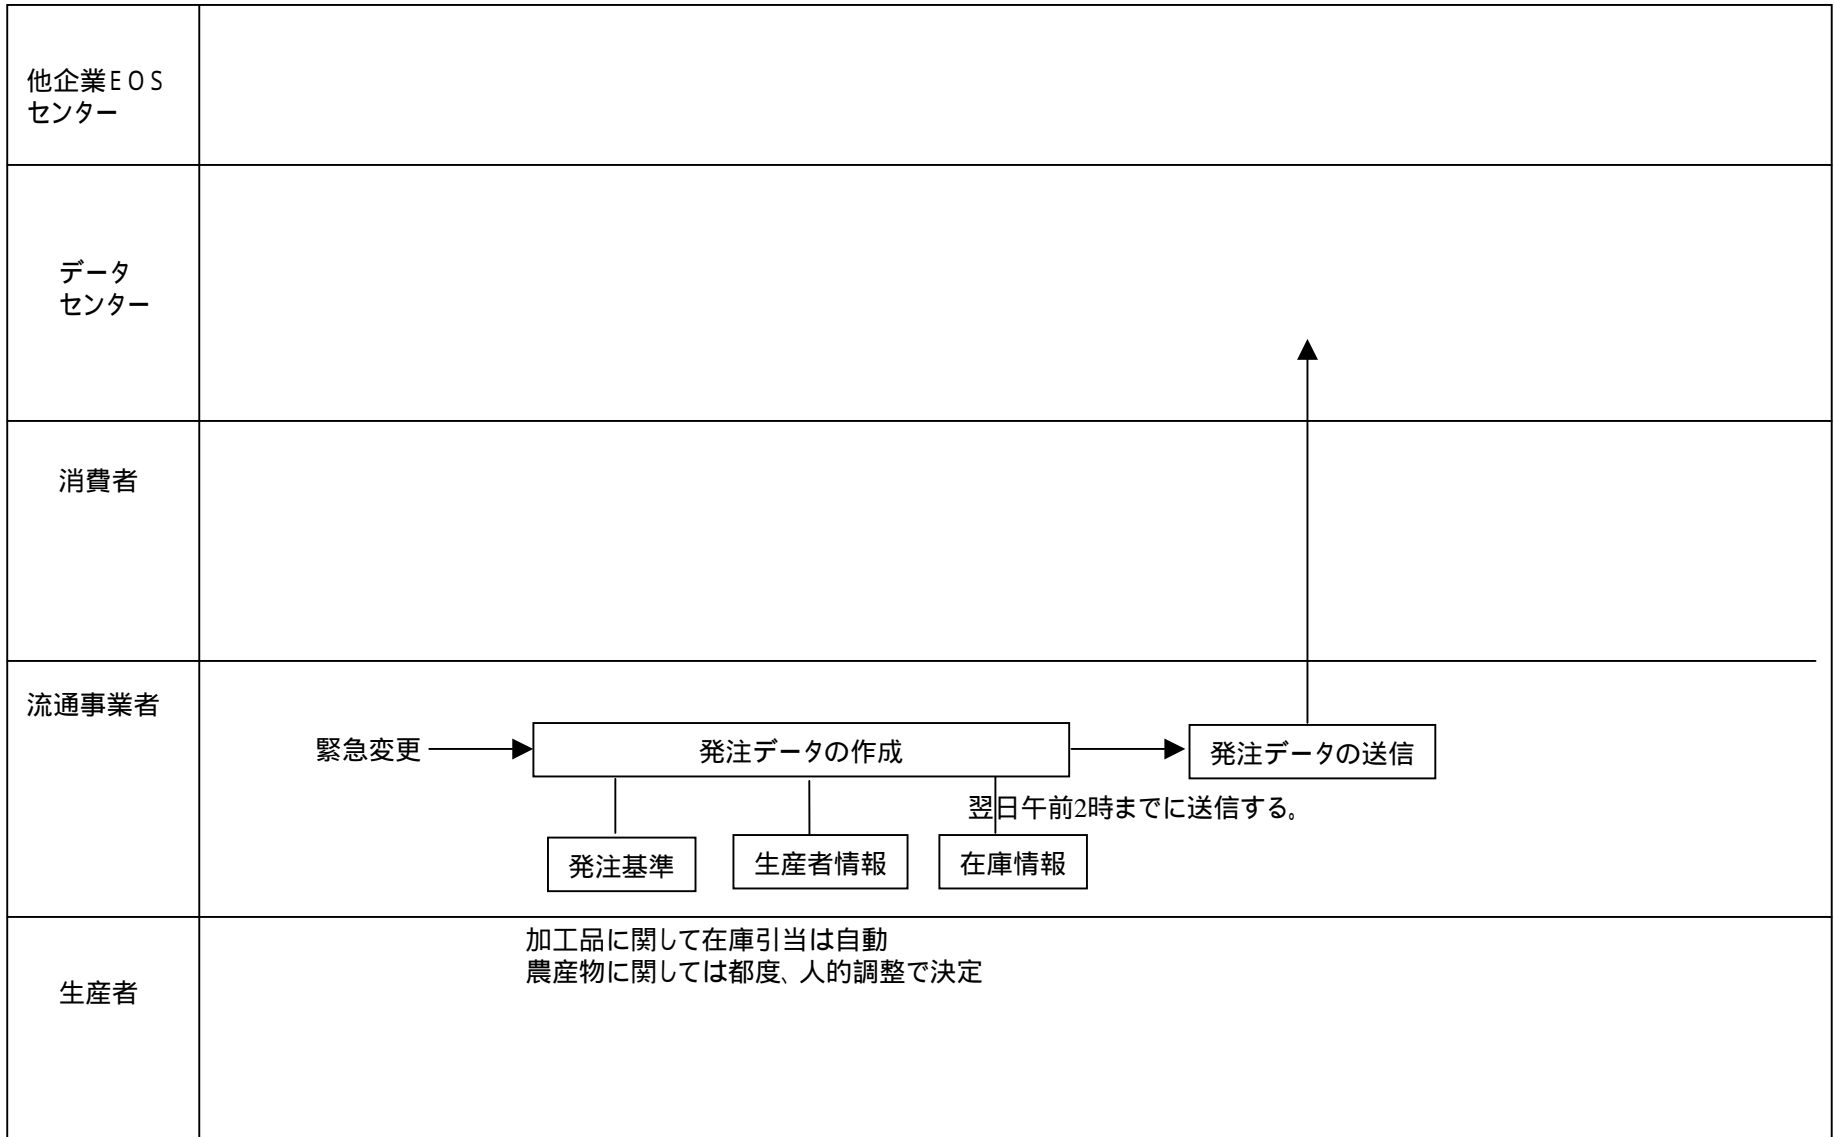 他企業EOS
センター
データ
センター
消費者
流通事業者
緊急変更
発注データの作成
発注データの送信
翌日午前2時までに送信する。
発注基準
生産者情報
在庫情報
生産者
加工品に関して在庫引当は自動
農産物に関しては都度、人的調整で決定